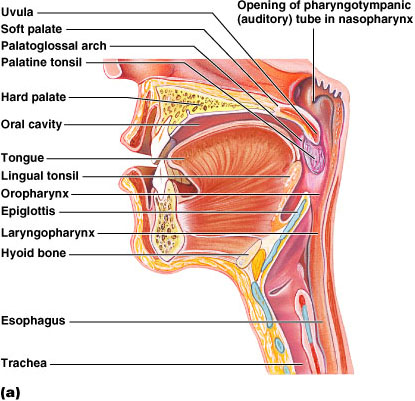 Uvula
Soft palate
Palatoglossal arch
Palatine tonsil
Opening of pharyngotympanic
(auditory) tube in nasopharynx
Hard palate
Oral cavity
Tongue
Lingual tonsil
Oropharynx
Epiglottis
Laryngopharynx
Hyoid bone
Esophagus
Trachea
(a)